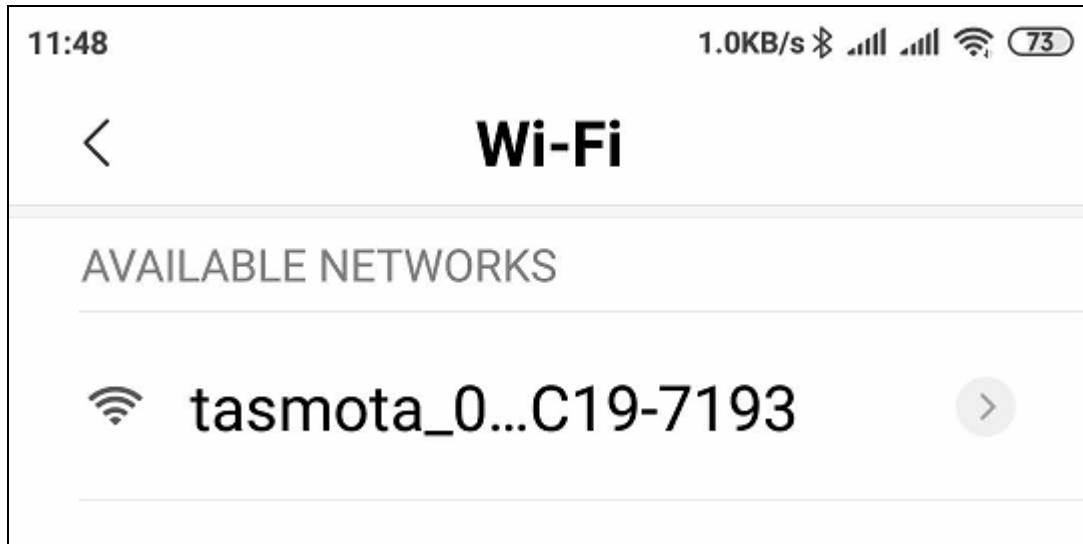 11:48 1.0KB/s 73
Wi-Fi
AVAILABLE NETWORKS
tasmota_0...C19-7193